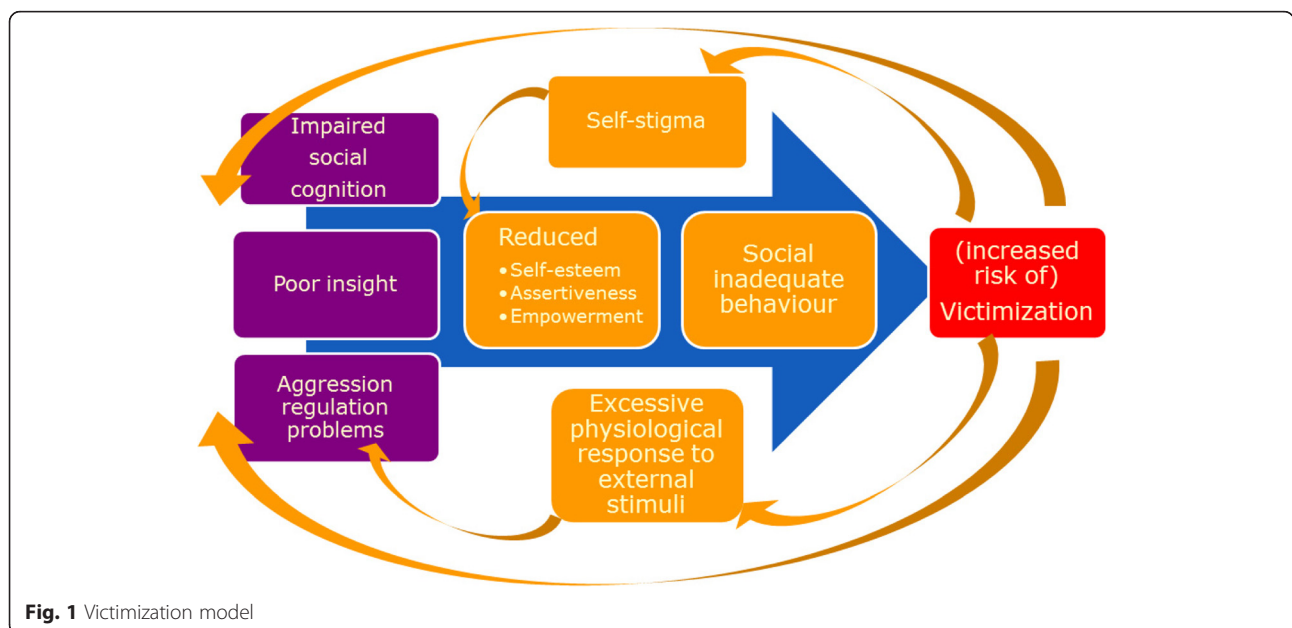 Impaired
social
cognition
Self-stigma
Poor insight
Reduced
•Self-esteem
•Assertiveness
•Empowerment
Social
inadequate
behaviour
(increased
risk of)
Victimization
Aggression
regulation
problems
Excessive
physiological
response to
external
stimuli
Fig. 1 Victimization model